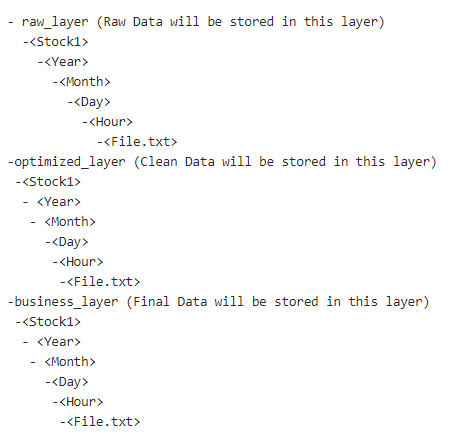 - raw_layer (Raw Data will be stored in this layer)
-<Stock1>
-<Year>
-<Month>
-<Day>
-<Hour>
-<File.txt>
-optimized_layer (Clean Data will be stored in this layer)
-<Stock1>
- <Year>
- <Month>
-<Day>
-<Hour>
-<File.txt>
-business_layer (Final Data will be stored in this layer)
-<Stock1>
- <Year>
- <Month>
-<Day>
-<Hour>
-<File.txt>